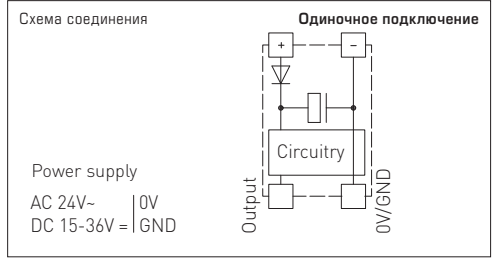 Схема соединения
Одиночное подключение
+ –
Circuitry
Power supply
AC 24V~ | 0V
DC 15-36V = | GND
Output
0V/GND